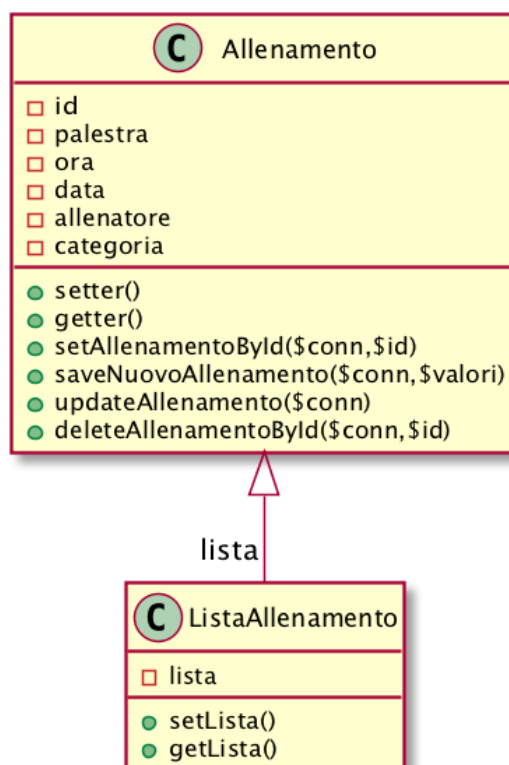 C Allenamento
id
palestra
ora
data
allenatore
categoria
setter()
getter()
setAllenamentoById($conn,$id)
saveNuovoAllenamento($conn,$valori)
updateAllenamento($conn)
deleteAllenamentoById($conn,$id)
lista
C ListaAllenamento
lista
setLista()
getLista()